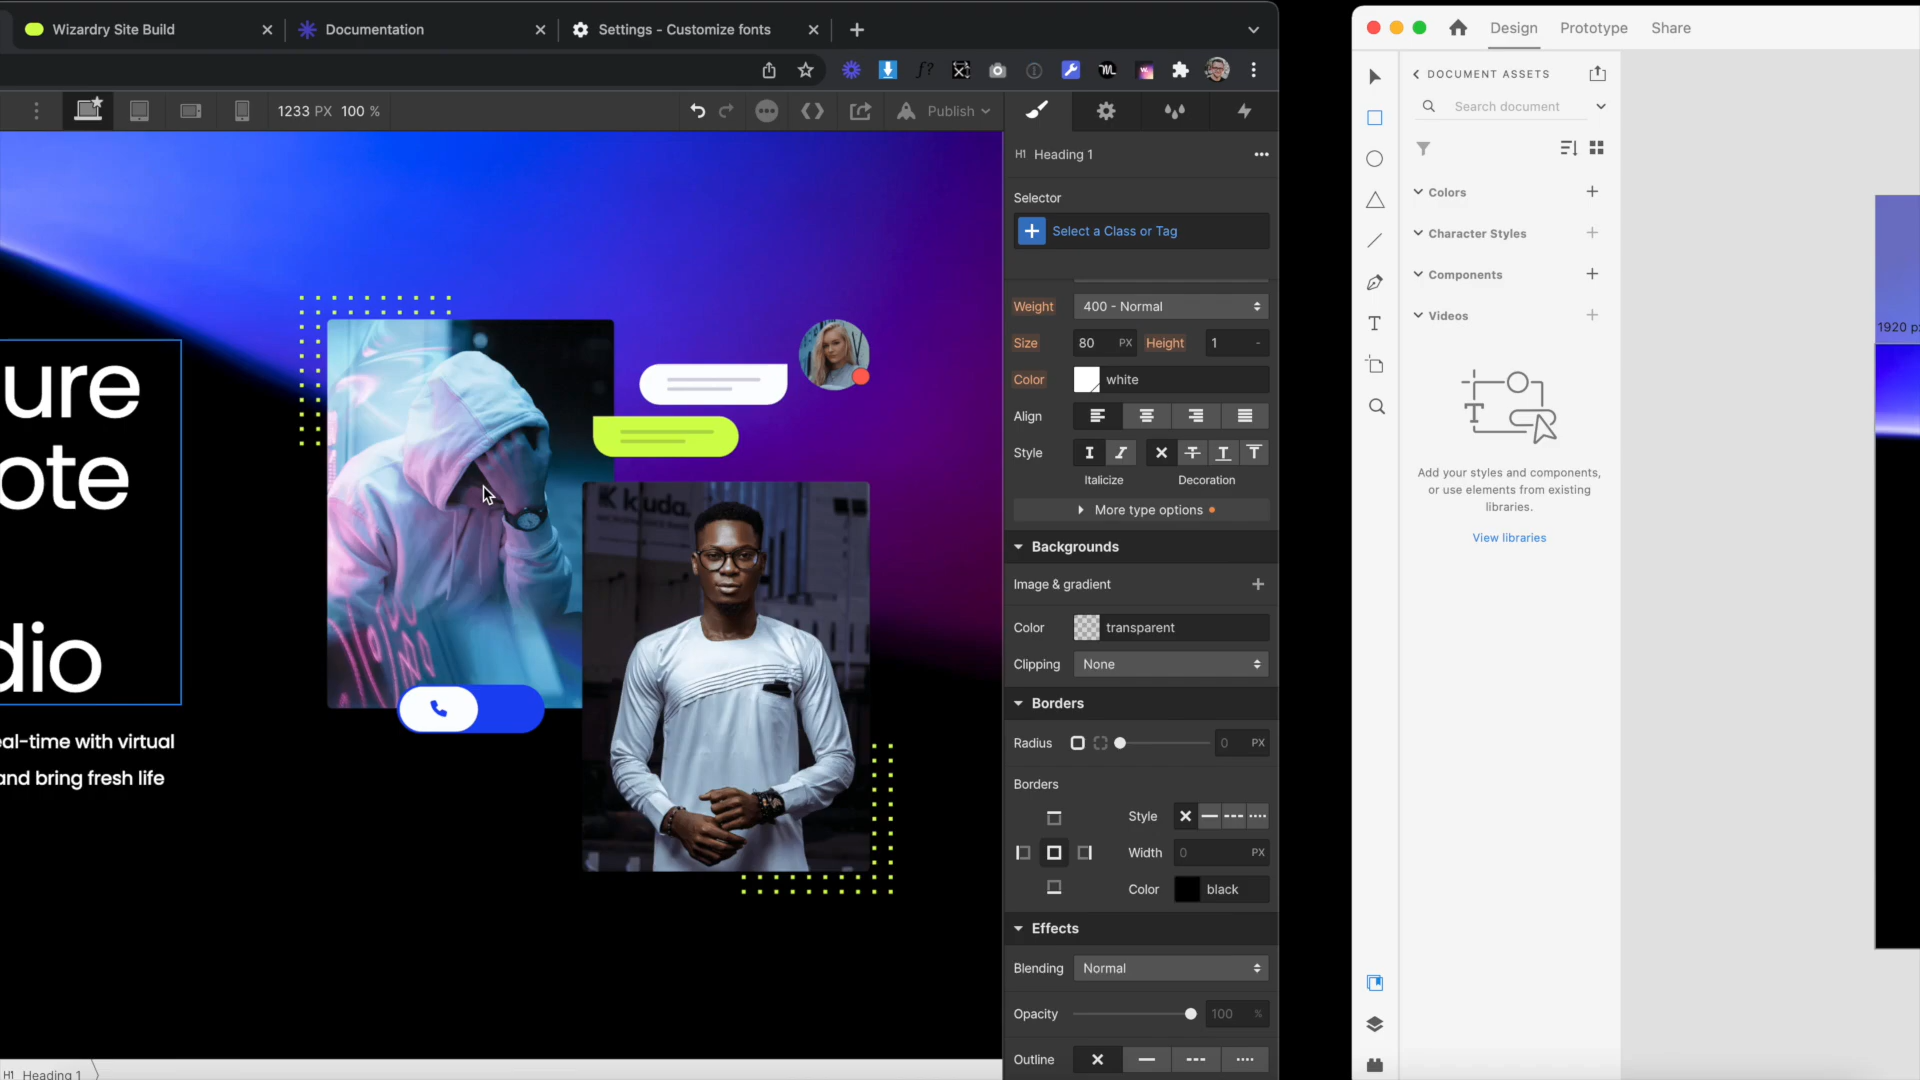 Wizardry Site Build
Documentation
Settings - Customize fonts
Design
Prototype
Share
1233 PX 100 %
Publish
H1 Heading 1
Selector
Select a Class or Tag
Weight
400 - Normal
Size
80 PX
Height
1 -
Color
white
Align
Style
Italicize
Decoration
More type options
Backgrounds
Image & gradient
Color
transparent
Clipping
None
Borders
Radius
0 PX
Borders
Style
Width
0 PX
Color
black
Effects
Blending
Normal
Opacity
100 %
Outline
ure
ote
dio
al-time with virtual
and bring fresh life
kuda.
H1 Heading 1
DOCUMENT ASSETS
Search document
Colors
Character Styles
Components
Videos
Add your styles and components,
or use elements from existing
libraries.
View libraries
1920 p